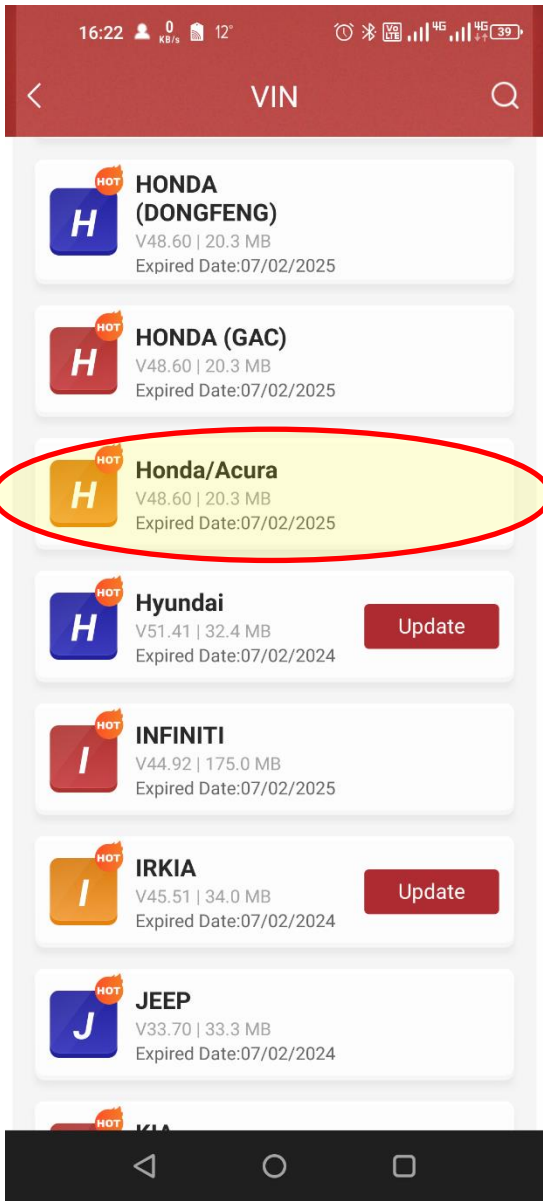 16:22 0 KB/s 12° VoLTE 4G 4G 39
VIN
HOT
H
HONDA
(DONGFENG)
V48.60 | 20.3 MB
Expired Date:07/02/2025
HOT
H
HONDA (GAC)
V48.60 | 20.3 MB
Expired Date:07/02/2025
HOT
H
Honda/Acura
V48.60 | 20.3 MB
Expired Date:07/02/2025
HOT
H
Hyundai
V51.41 | 32.4 MB
Expired Date:07/02/2024
Update
HOT
I
INFINITI
V44.92 | 175.0 MB
Expired Date:07/02/2025
HOT
I
IRKIA
V45.51 | 34.0 MB
Expired Date:07/02/2024
Update
HOT
J
JEEP
V33.70 | 33.3 MB
Expired Date:07/02/2024
HOT
KIA